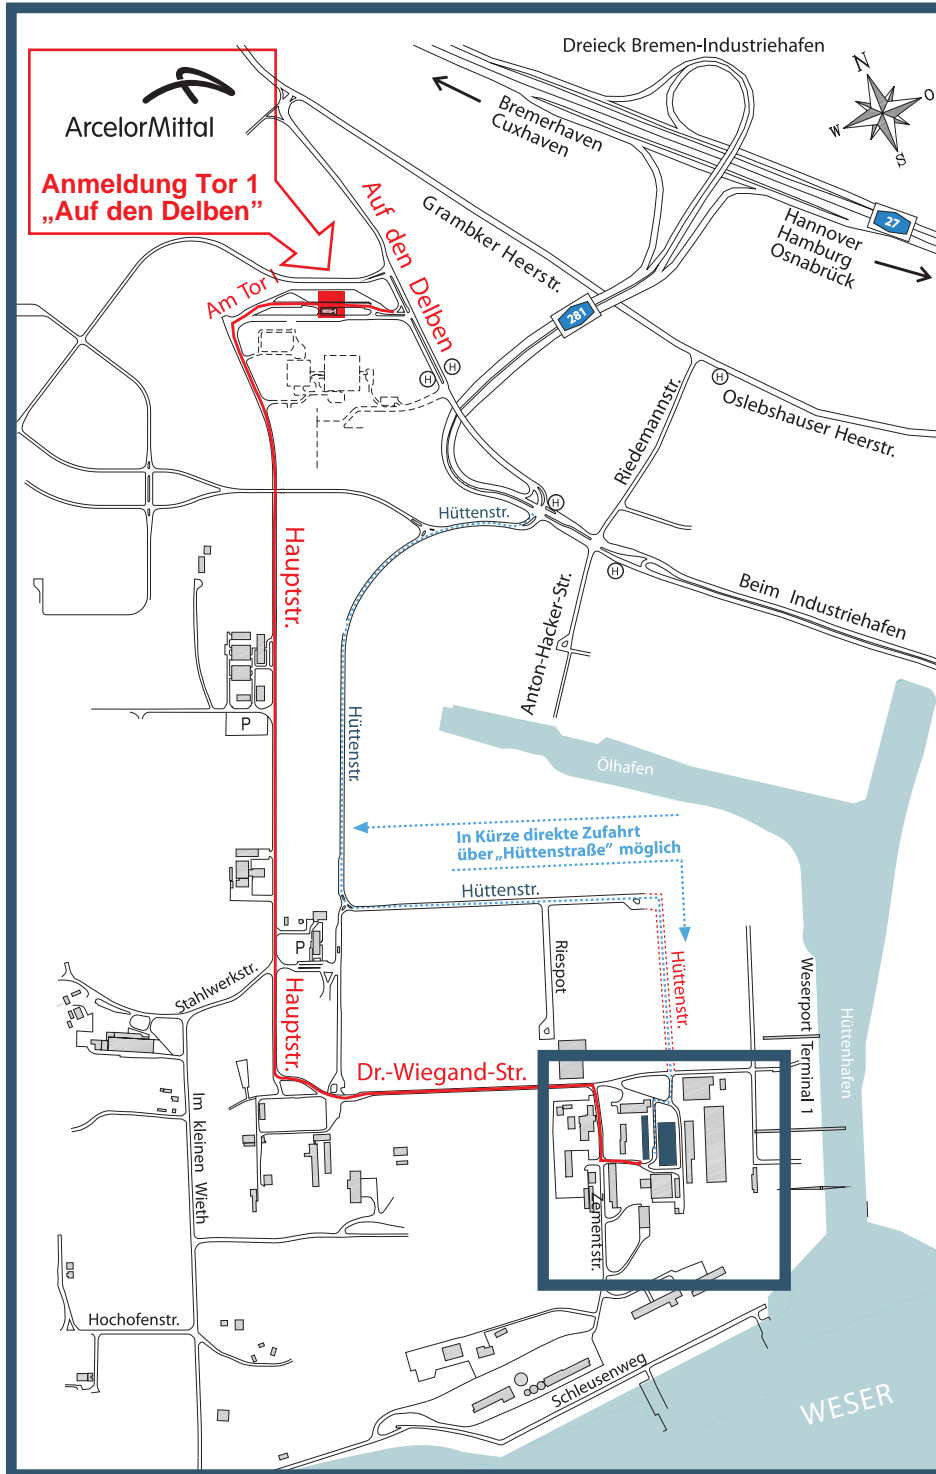 Dreieck Bremen-Industriehafen
N
O
W
S
ArcelorMittal
Bremerhaven
Cuxhaven
Anmeldung Tor 1
„Auf den Delben”
Auf den Delben
Grambker Heerstr.
27
Hannover
Hamburg
Osnabrück
Am Tor I
281
H
H
H
Oslebshauser Heerstr.
Riedemannstr.
H
Hüttenstr.
Hauptstr.
H
Beim Industriehafen
Anton-Hacker-Str.
P
Hüttenstr.
Ölhafen
In Kürze direkte Zufahrt
über „Hüttenstraße” möglich
Hüttenstr.
P
Riespot
Hüttenstr.
Stahlwerkstr.
Hauptstr.
Weserport Terminal 1
Hüttenhafen
Dr.-Wiegand-Str.
Im kleinen Wieth
Zementstr.
Hochofenstr.
Schleusenweg
WESER